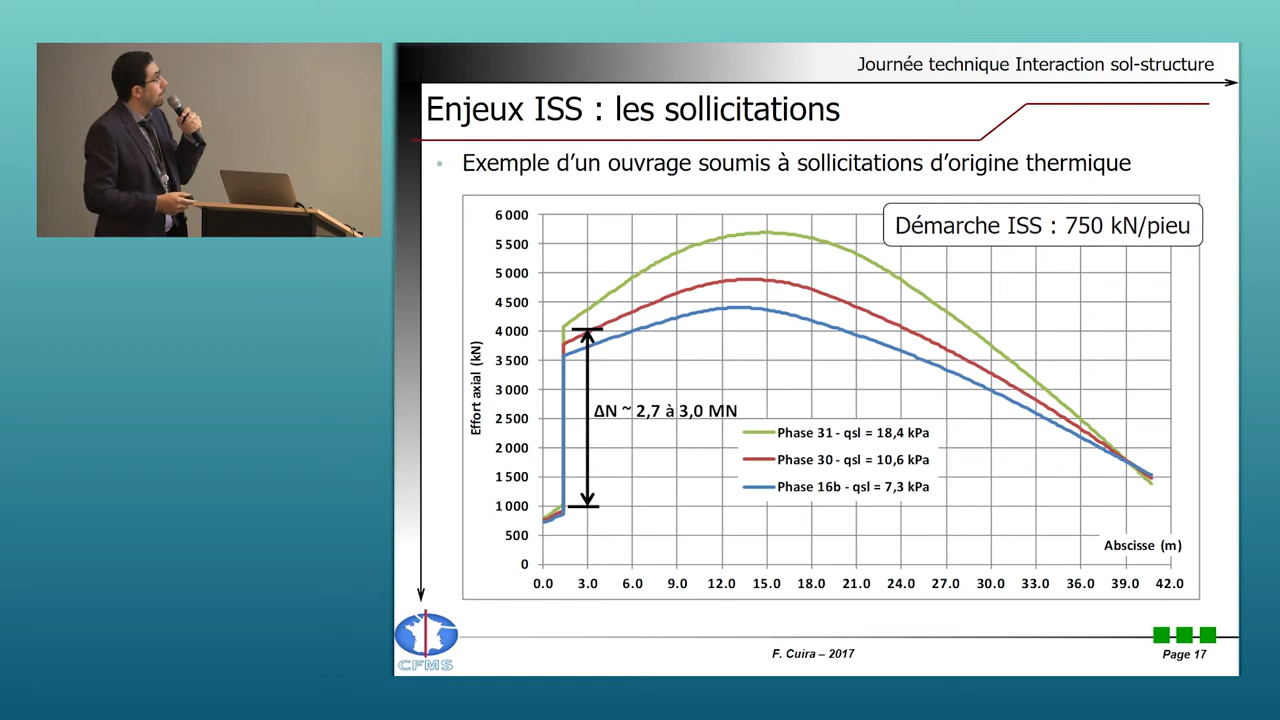 Journée technique Interaction sol-structure
Enjeux ISS : les sollicitations
• Exemple d'un ouvrage soumis à sollicitations d'origine thermique
Démarche ISS : 750 kN/pieu
Effort axial (kN)
6 000
5 500
5 000
4 500
4 000
3 500
3 000
2 500
2 000
1 500
1 000
500
0
ΔN ~ 2,7 à 3,0 MN
Phase 31 - qsl = 18,4 kPa
Phase 30 - qsl = 10,6 kPa
Phase 16b - qsl = 7,3 kPa
Abscisse (m)
0.0 3.0 6.0 9.0 12.0 15.0 18.0 21.0 24.0 27.0 30.0 33.0 36.0 39.0 42.0
CFMS
F. Cuira – 2017
Page 17